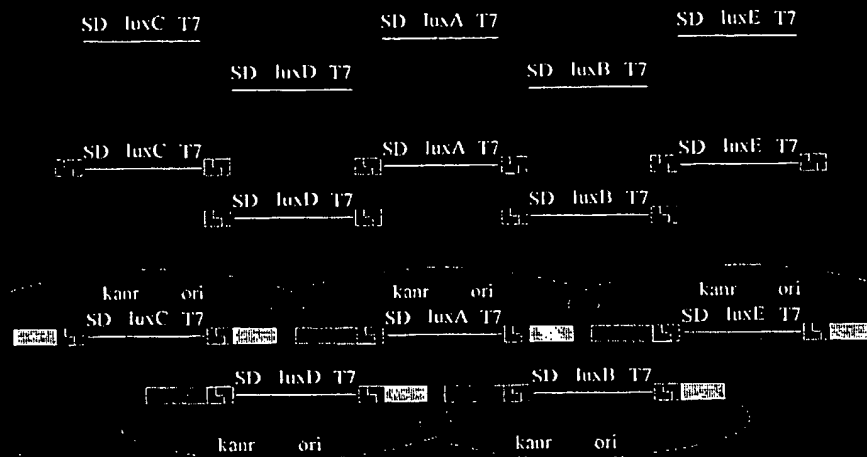 SD luxC T7 SD luxA T7 SD luxE T7
SD luxD T7 SD luxB T7
SD luxC T7 SD luxA T7 SD luxE T7
SD luxD T7 SD luxB T7
kanr ori kanr ori kanr ori
SD luxC T7 SD luxA T7 SD luxE T7
SD luxD T7 SD luxB T7
kanr ori kanr ori